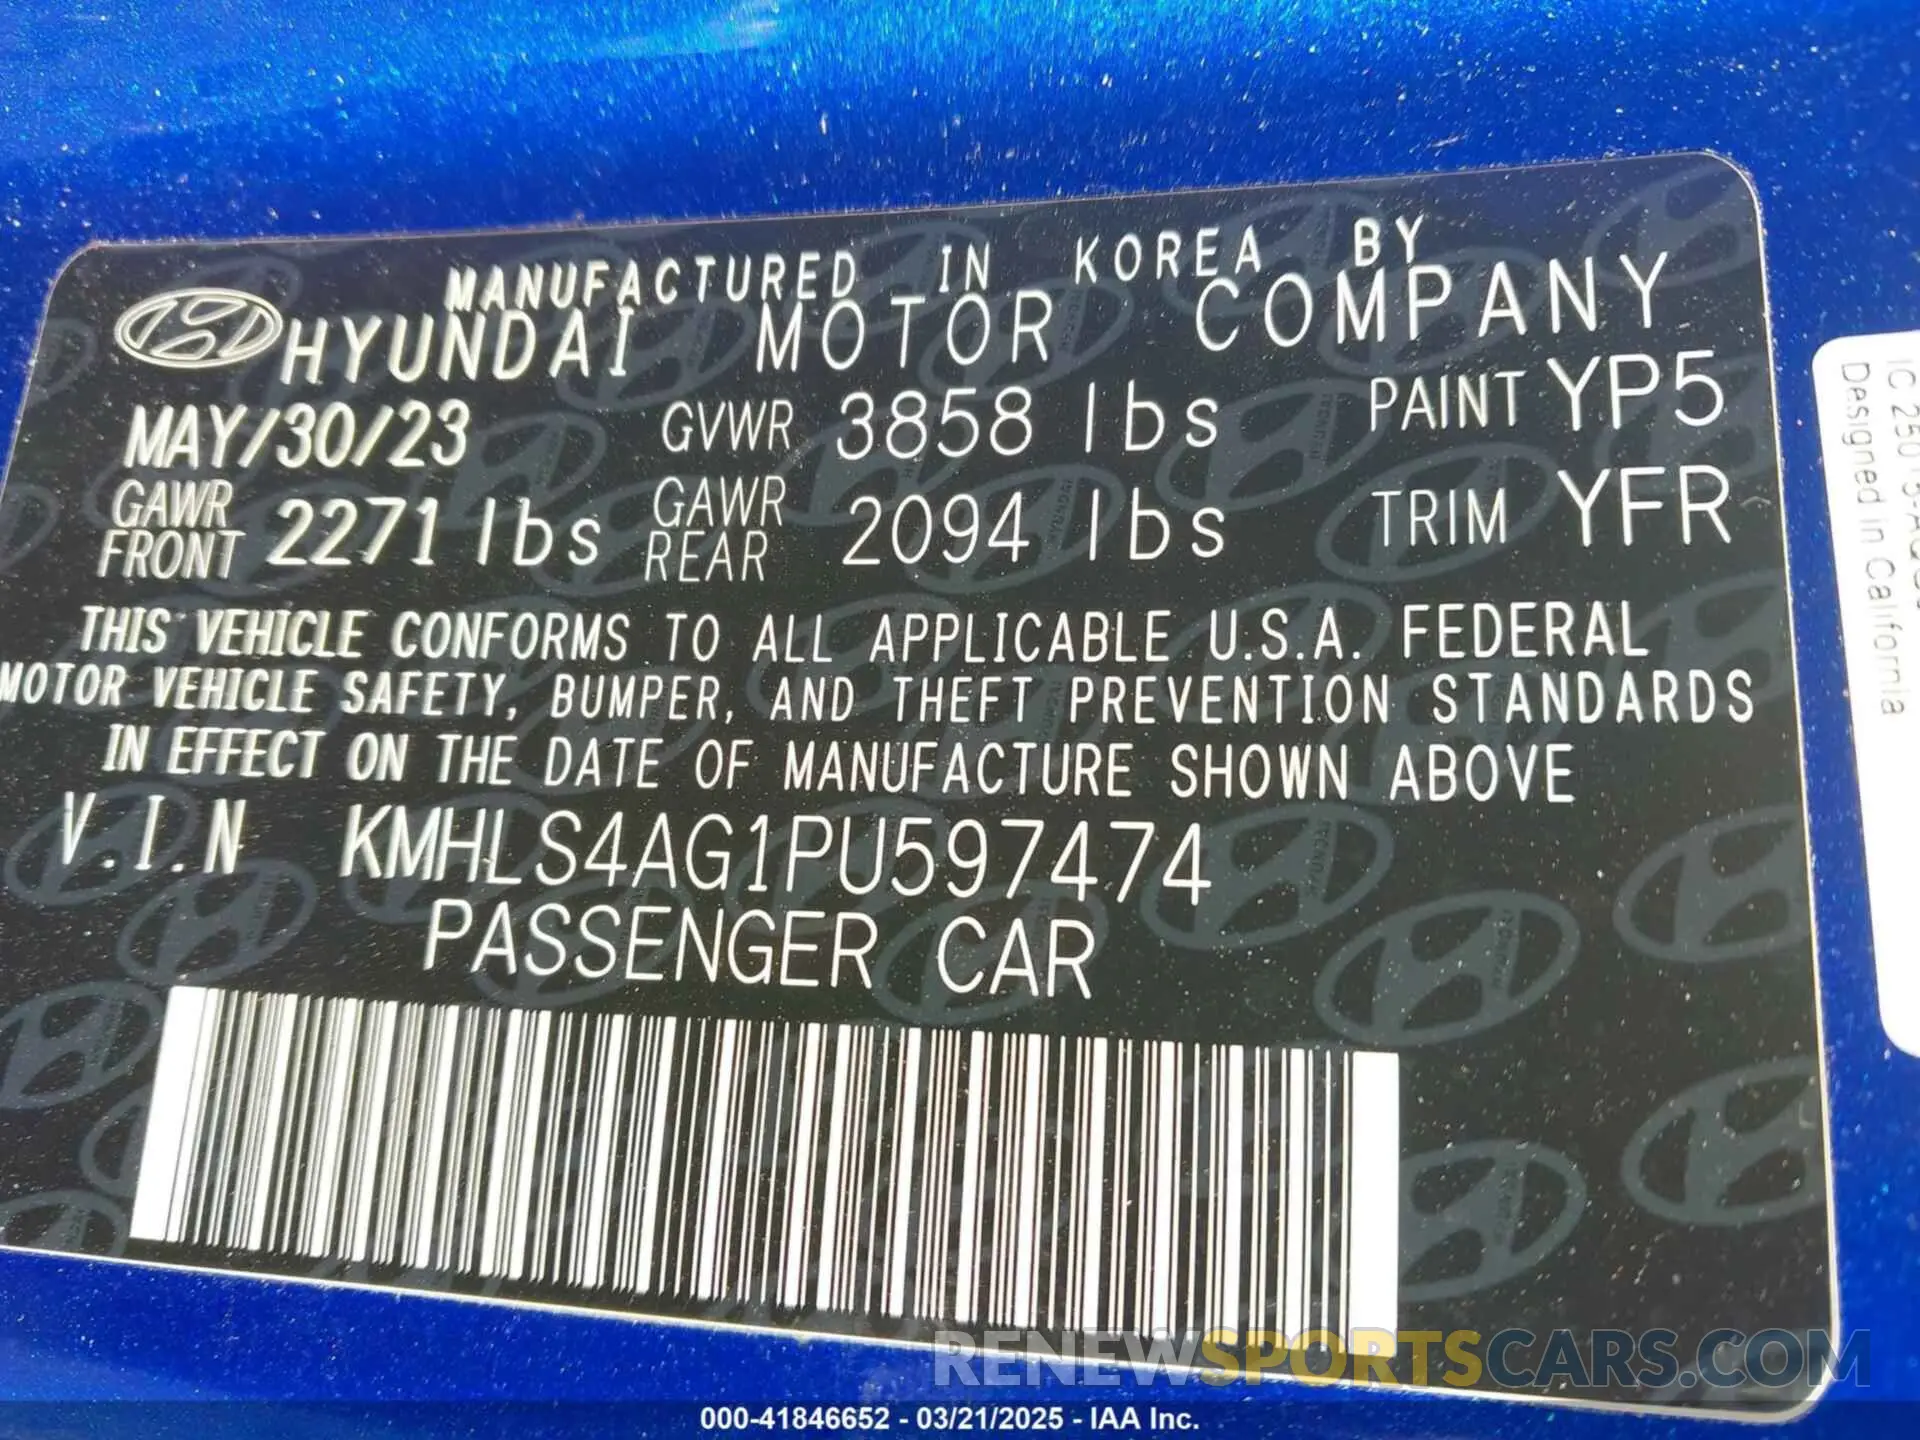 MANUFACTURED IN KOREA BY
HYUNDAI MOTOR COMPANY
MAY/30/23 GVWR 3858 lbs PAINT YP5
GAWR FRONT 2271 lbs GAWR REAR 2094 lbs TRIM YFR
THIS VEHICLE CONFORMS TO ALL APPLICABLE U.S.A. FEDERAL
MOTOR VEHICLE SAFETY, BUMPER, AND THEFT PREVENTION STANDARDS
IN EFFECT ON THE DATE OF MANUFACTURE SHOWN ABOVE
V.I.N KMHLS4AG1PU597474
PASSENGER CAR
Designed in California
RENEWSPORTSCARS.COM
000-41846652 - 03/21/2025 - IAA Inc.